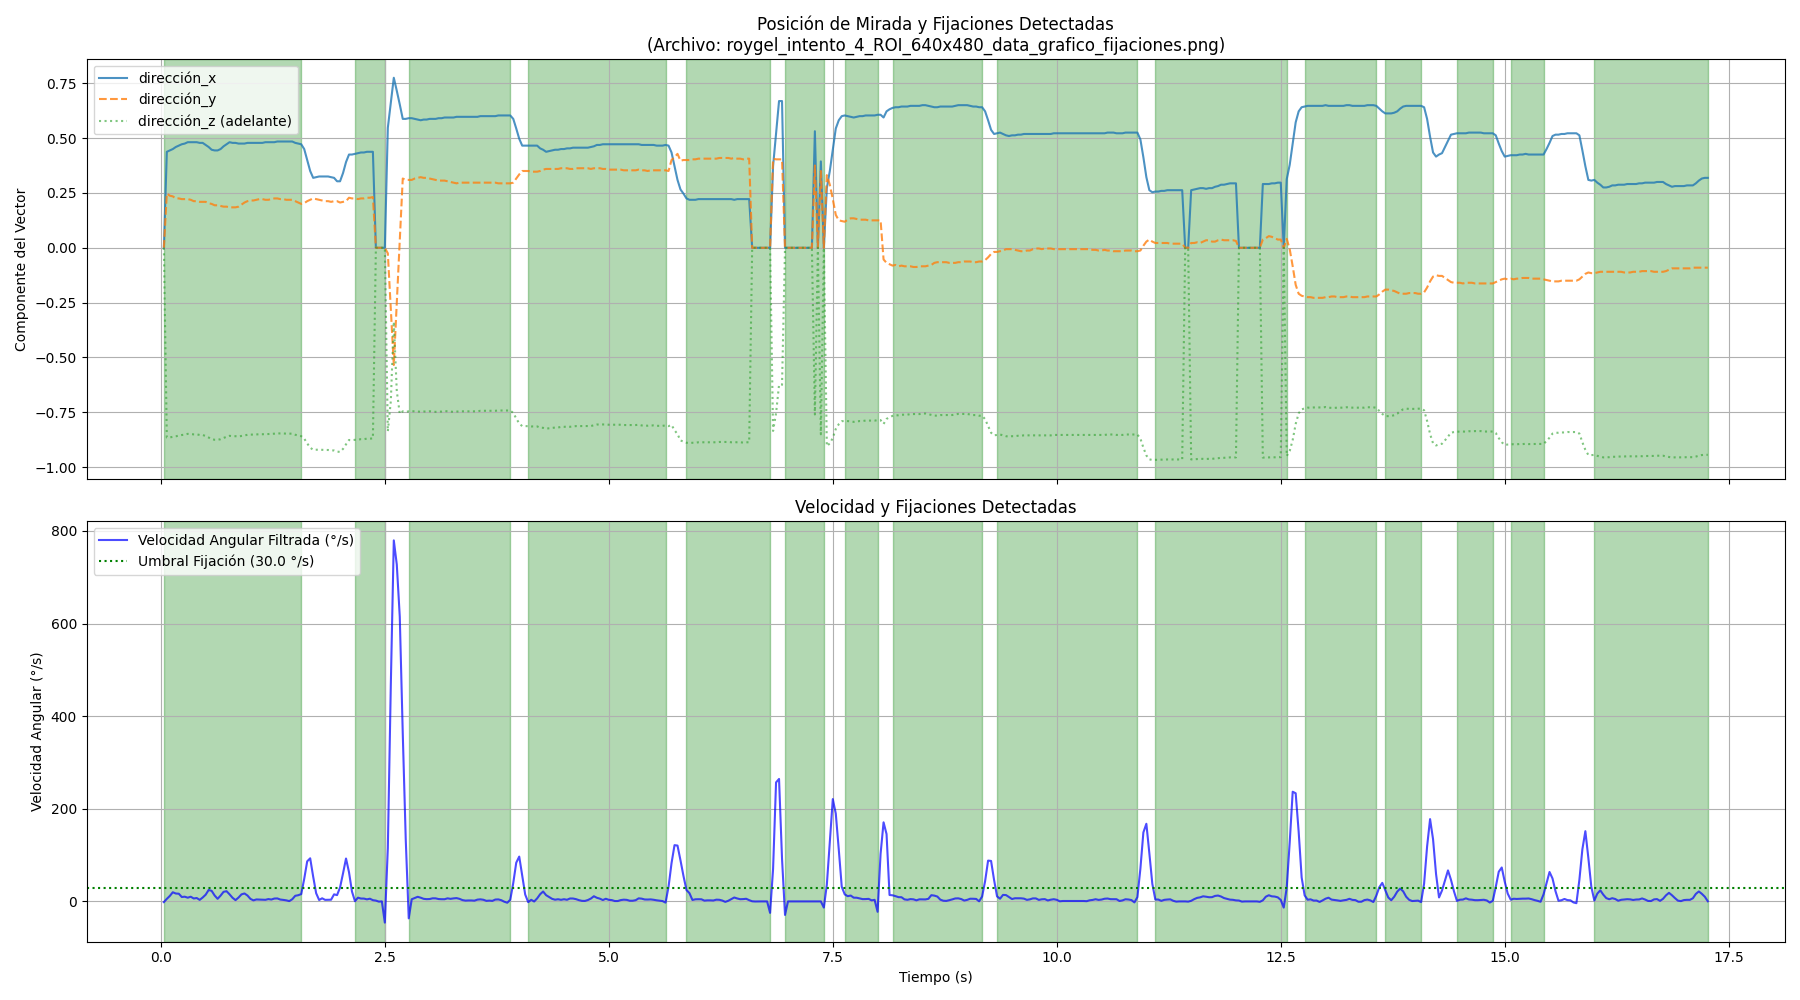 Posición de Mirada y Fijaciones Detectadas
(Archivo: roygel_intento_4_ROI_640x480_data_grafico_fijaciones.png)
dirección_x
dirección_y
dirección_z (adelante)
Componente del Vector
0.75
0.50
0.25
0.00
−0.25
−0.50
−0.75
−1.00
Velocidad y Fijaciones Detectadas
Velocidad Angular Filtrada (°/s)
Umbral Fijación (30.0 °/s)
Velocidad Angular (°/s)
800
600
400
200
0
0.0 2.5 5.0 7.5 10.0 12.5 15.0 17.5
Tiempo (s)